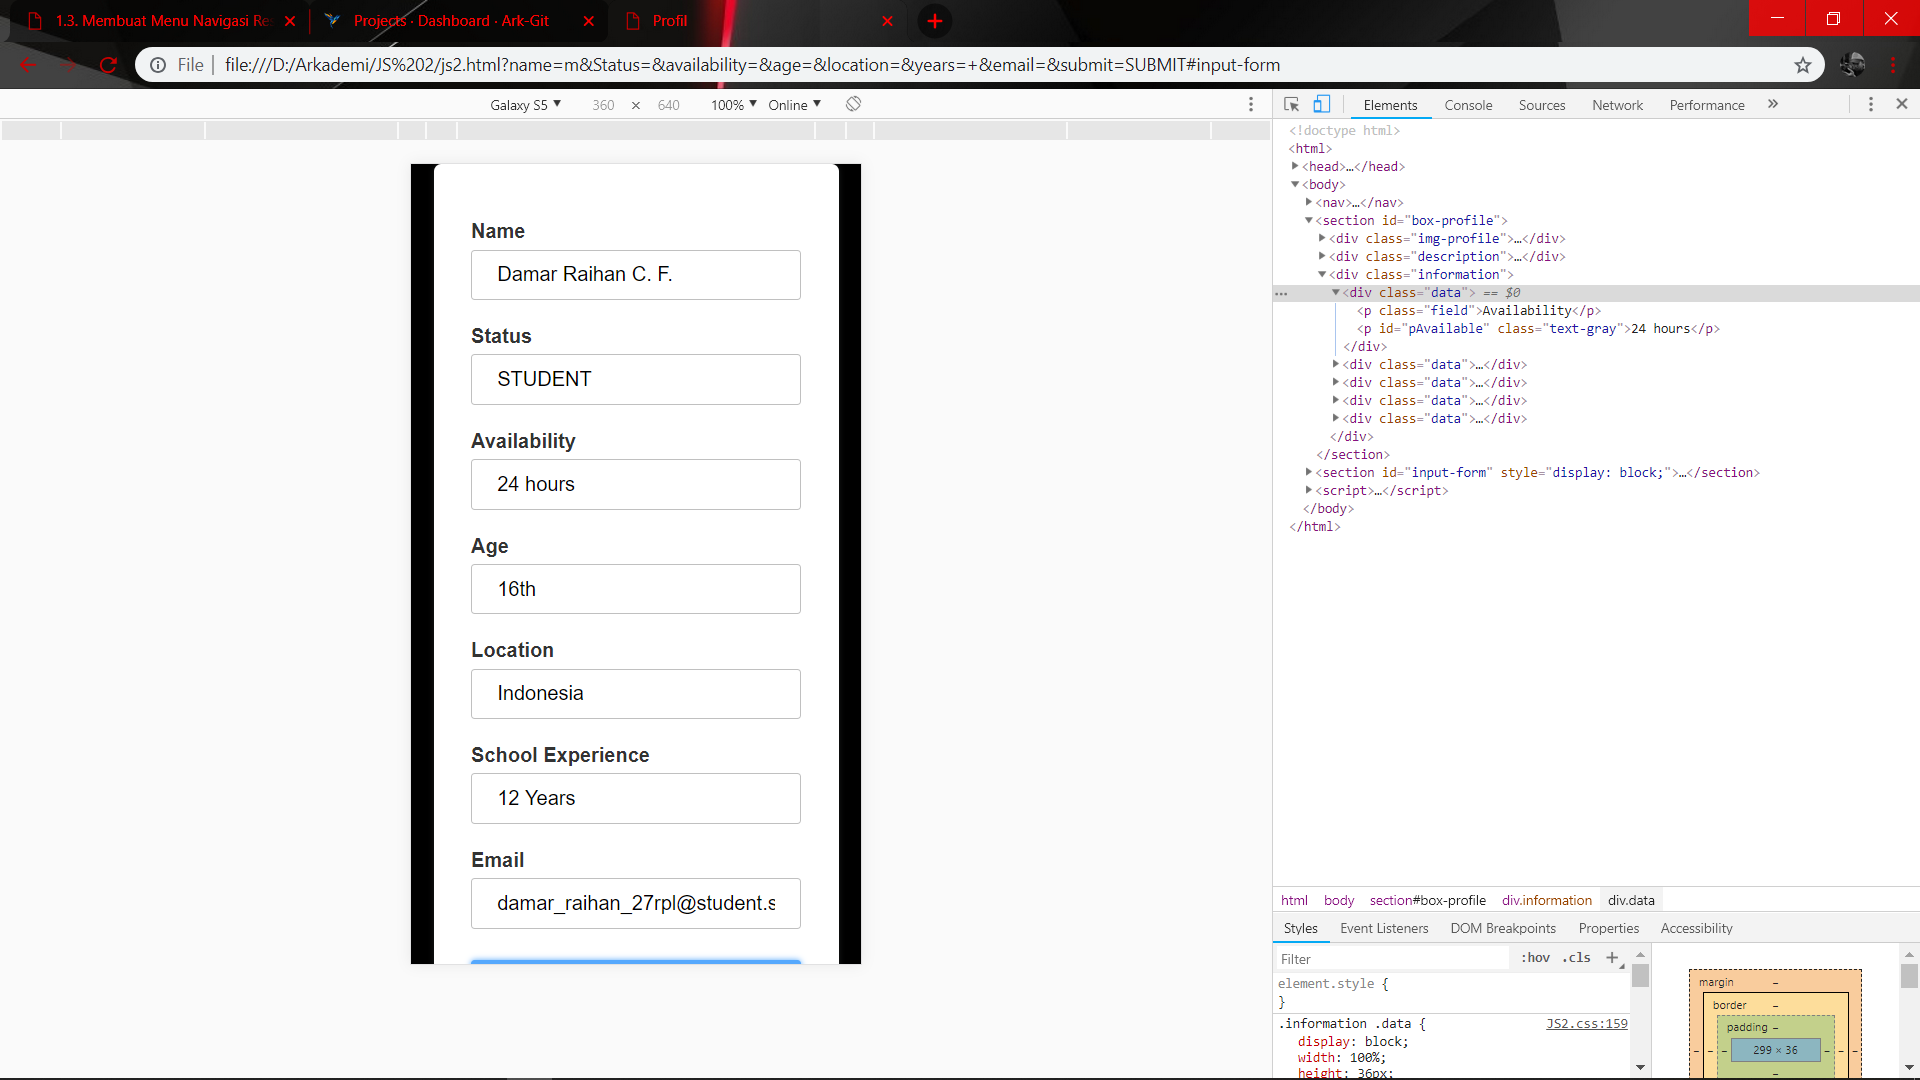 1.3. Membuat Menu Navigasi Re
Projects · Dashboard · Ark-Git
Profil
File
file:///D:/Arkademi/JS%202/js2.html?name=m&Status=&availability=&age=&location=&years=+&email=&submit=SUBMIT#input-form
Galaxy S5 ▼ 360 × 640 100% ▼ Online ▼
Name
Damar Raihan C. F.
Status
STUDENT
Availability
24 hours
Age
16th
Location
Indonesia
School Experience
12 Years
Email
damar_raihan_27rpl@student.s
Elements Console Sources Network Performance »
<!doctype html>
<html>
▶<head>…</head>
▼<body>
▶<nav>…</nav>
▼<section id="box-profile">
▶<div class="img-profile">…</div>
▶<div class="description">…</div>
▼<div class="information">
… ▼<div class="data"> == $0
<p class="field">Availability</p>
<p id="pAvailable" class="text-gray">24 hours</p>
</div>
▶<div class="data">…</div>
▶<div class="data">…</div>
▶<div class="data">…</div>
▶<div class="data">…</div>
</div>
</section>
▶<section id="input-form" style="display: block;">…</section>
▶<script>…</script>
</body>
</html>
html body section#box-profile div.information div.data
Styles Event Listeners DOM Breakpoints Properties Accessibility
Filter :hov .cls +
element.style {
}
.information .data { JS2.css:159
display: block;
width: 100%;
height: 36px;
margin –
border –
padding –
– – – 299 × 36 – – –
–